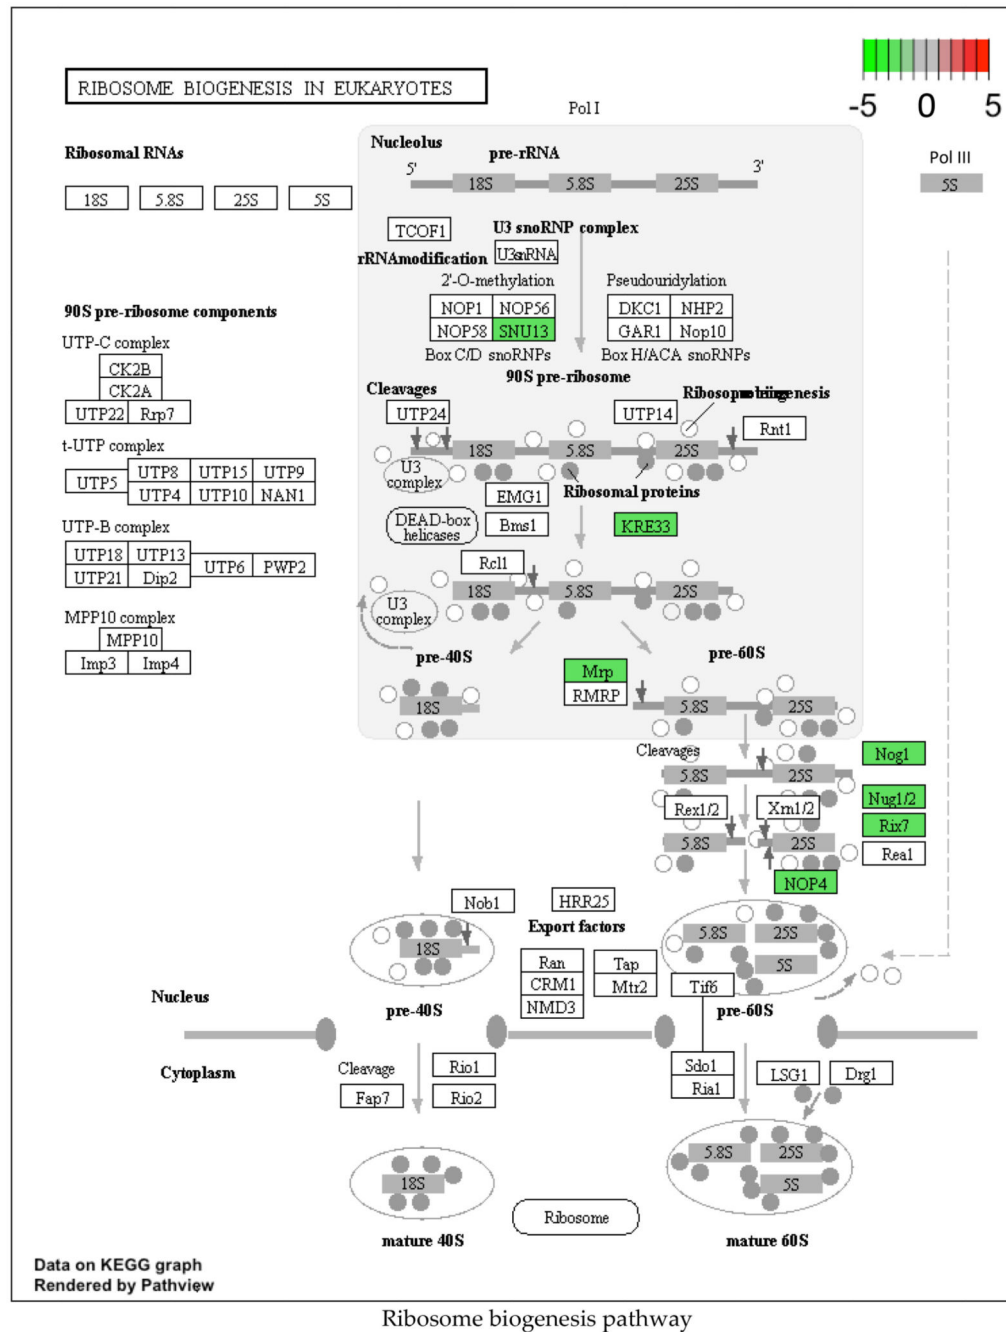 -5 0 5
RIBOSOME BIOGENESIS IN EUKARYOTES
Pol I
Ribosomal RNAs
18S 5.8S 25S 5S
Nucleolus
pre-rRNA
5' 3'
18S 5.8S 25S
Pol III
5S
TCOF1
U3 snoRNP complex
U3snRNA
rRNAmodification
2'-O-methylation
NOP1 NOP56
NOP58 SNU13
Box C/D snoRNPs
Pseudouridylation
DKC1 NHP2
GAR1 Nop10
Box H/ACA snoRNPs
90S pre-ribosome components
UTP-C complex
CK2B
CK2A
UTP22 Rrp7
t-UTP complex
UTP5
UTP8 UTP15 UTP9
UTP4 UTP10 NAN1
UTP-B complex
UTP18 UTP13
UTP21 Dip2
UTP6 PWP2
MPP10 complex
MPP10
Imp3 Imp4
90S pre-ribosome
Cleavages
UTP24
UTP14
Rnt1
18S 5.8S 25S
U3
complex
EMG1
Bms1
Ribosomal proteins
DEAD-box
helicases
KRE33
Rcl1
18S 5.8S 25S
U3
complex
pre-40S
pre-60S
Mrp
RMRP
18S
5.8S 25S
Cleavages
Nog1
5.8S 25S
Nug1/2
Rex1/2 Xrn1/2
Rix7
5.8S 25S
Rea1
NOP4
Nob1
HRR25
Export factors
18S
Ran
CRM1
NMD3
Tap
Mtr2
5.8S 25S
5S
Tif6
Nucleus
pre-40S
pre-60S
Cytoplasm
Cleavage
Fap7
Rio1
Rio2
Sdo1
Ria1
LSG1 Drg1
18S
5.8S 25S
5S
Ribosome
mature 40S
mature 60S
Data on KEGG graph
Rendered by Pathview
Ribosome biogenesis pathway